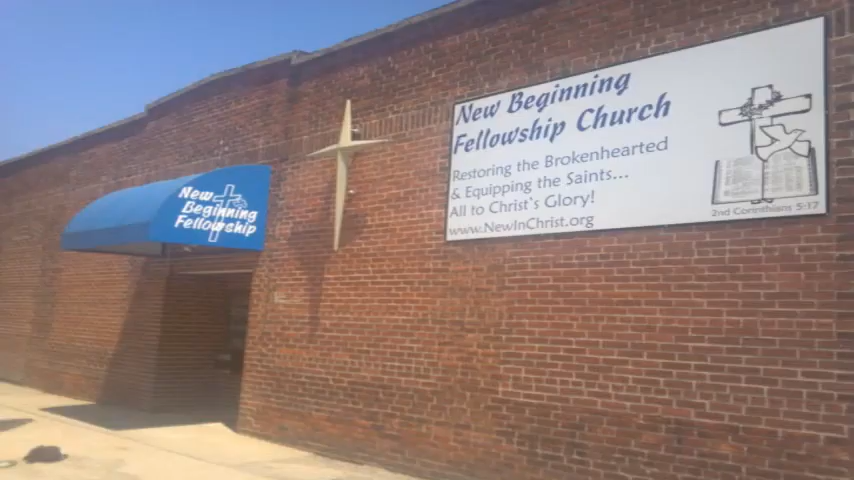 New
Beginning
Fellowship
New Beginning
Fellowship Church
Restoring the Brokenhearted
& Equipping the Saints...
All to Christ's Glory!
www.NewInChrist.org
2nd Corinthians 5:17